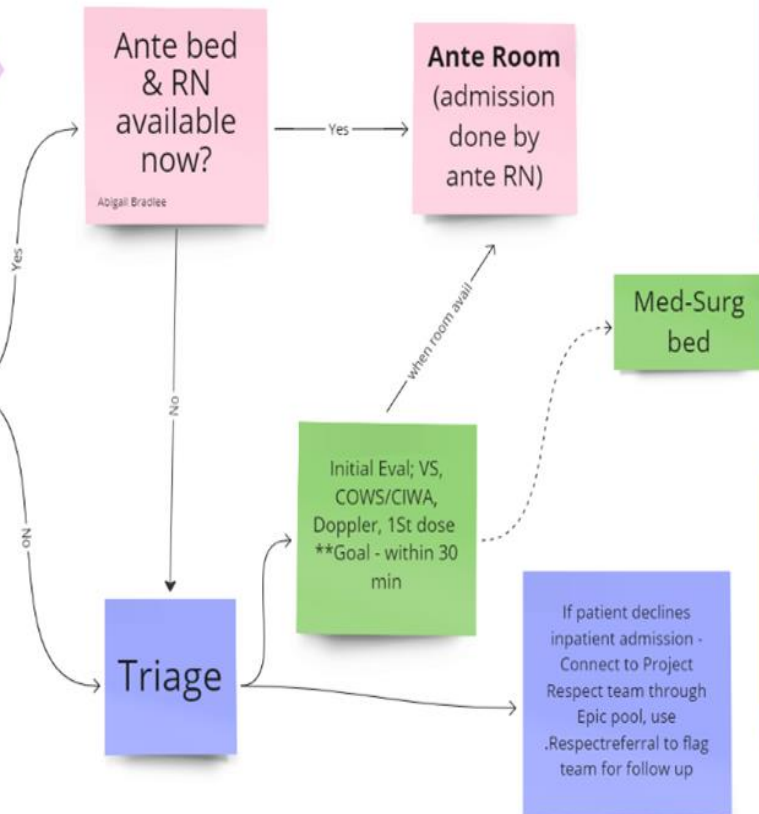 Ante bed
& RN
available
now?
Abigail Bradlee
Yes
Ante Room
(admission
done by
ante RN)
Yes
No
when room avail
Med-Surg
bed
Initial Eval; VS,
COWS/CIWA,
Doppler, 1St dose
**Goal - within 30
min
No
Triage
If patient declines
inpatient admission -
Connect to Project
Respect team through
Epic pool, use
.Respectreferral to flag
team for follow up